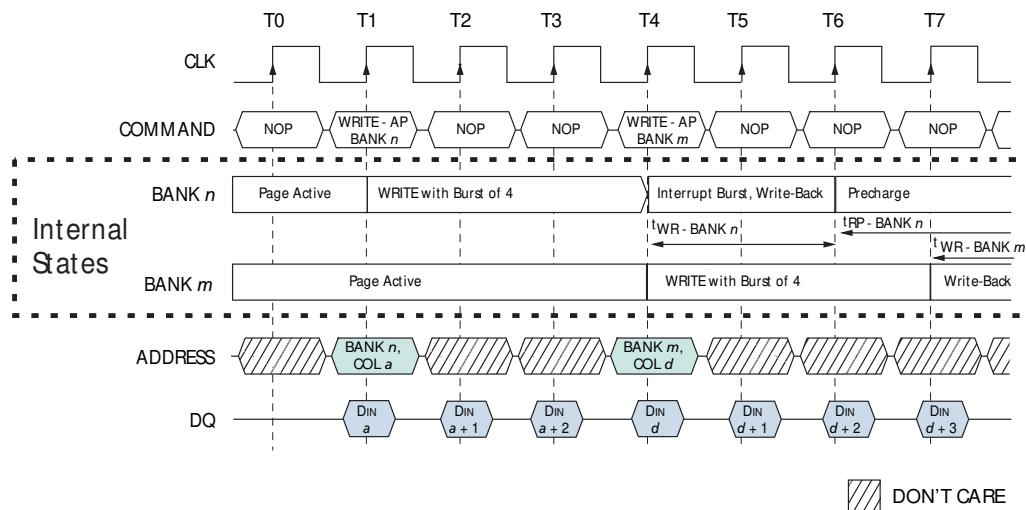 T0 T1 T2 T3 T4 T5 T6 T7
CLK
COMMAND NOP WRITE - AP BANK n NOP NOP WRITE - AP BANK m NOP NOP NOP
BANK n Page Active WRITE with Burst of 4 Interrupt Burst, Write-Back Precharge
Internal States
tWR - BANK n tRP - BANK n
tWR - BANK m
BANK m Page Active WRITE with Burst of 4 Write-Back
ADDRESS BANK n, COL a BANK m, COL d
DQ DIN a DIN a + 1 DIN a + 2 DIN d DIN d + 1 DIN d + 2 DIN d + 3
DON'T CARE